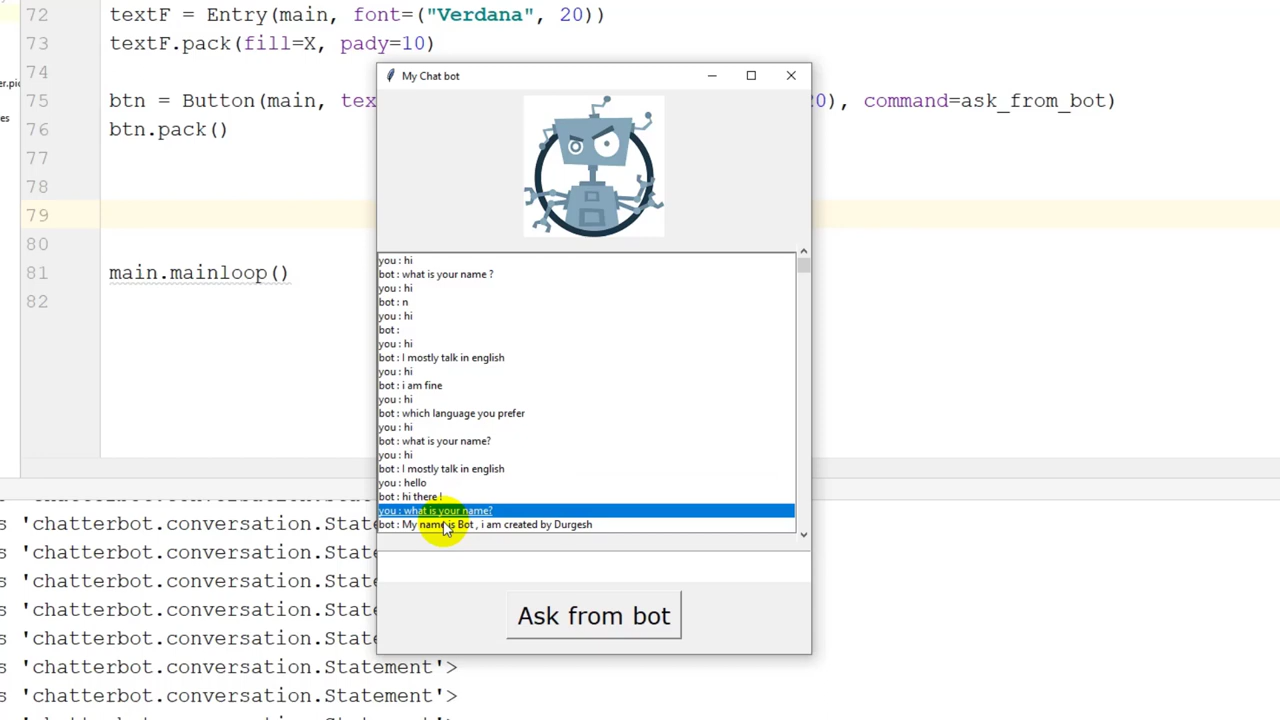 72 textF = Entry(main, font=("Verdana", 20))
73 textF.pack(fill=X, pady=10)
er.pic
74
My Chat bot
75 btn = Button(main, tex 20), command=ask_from_bot)
es
76 btn.pack()
77
78
79
80
81 main.mainloop()
82
you : hi
bot : what is your name ?
you : hi
bot : n
you : hi
bot :
you : hi
bot : I mostly talk in english
you : hi
bot : i am fine
you : hi
bot : which language you prefer
you : hi
bot : what is your name?
you : hi
bot : I mostly talk in english
you : hello
bot : hi there !
you : what is your name?
bot : My name is Bot , i am created by Durgesh
Ask from bot
s 'chatterbot.conversation.State
s 'chatterbot.conversation.State
s 'chatterbot.conversation.State
s 'chatterbot.conversation.State
s 'chatterbot.conversation.State
s 'chatterbot.conversation.Statement'>
s 'chatterbot.conversation.Statement'>